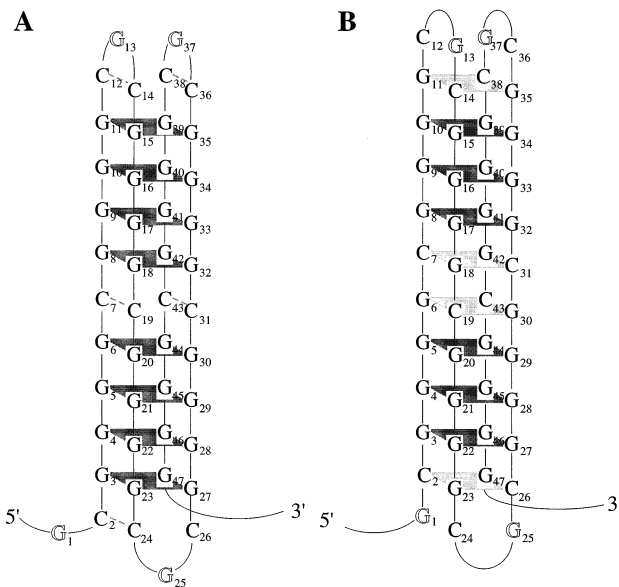 A
G13 G37
C12 C14 C38 C36
G11 G15 G39 G35
G10 G16 G40 G34
G9 G17 G41 G33
G8 G18 G42 G32
C7 C19 C43 C31
G6 G20 G44 G30
G5 G21 G45 G29
G4 G22 G46 G28
G3 G23 G47 G27
5' G1 C2 C24 C26 3'
G25
B
C12 G13 G37 C36
G11 C14 C38 G35
G10 G15 G39 G34
G9 G16 G40 G33
G8 G17 G41 G32
C7 G18 G42 C31
G6 C19 C43 G30
G5 G20 G44 G29
G4 G21 G45 G28
G3 G22 G46 G27
C2 G23 G47 C26
5' G1 C24 G25 3